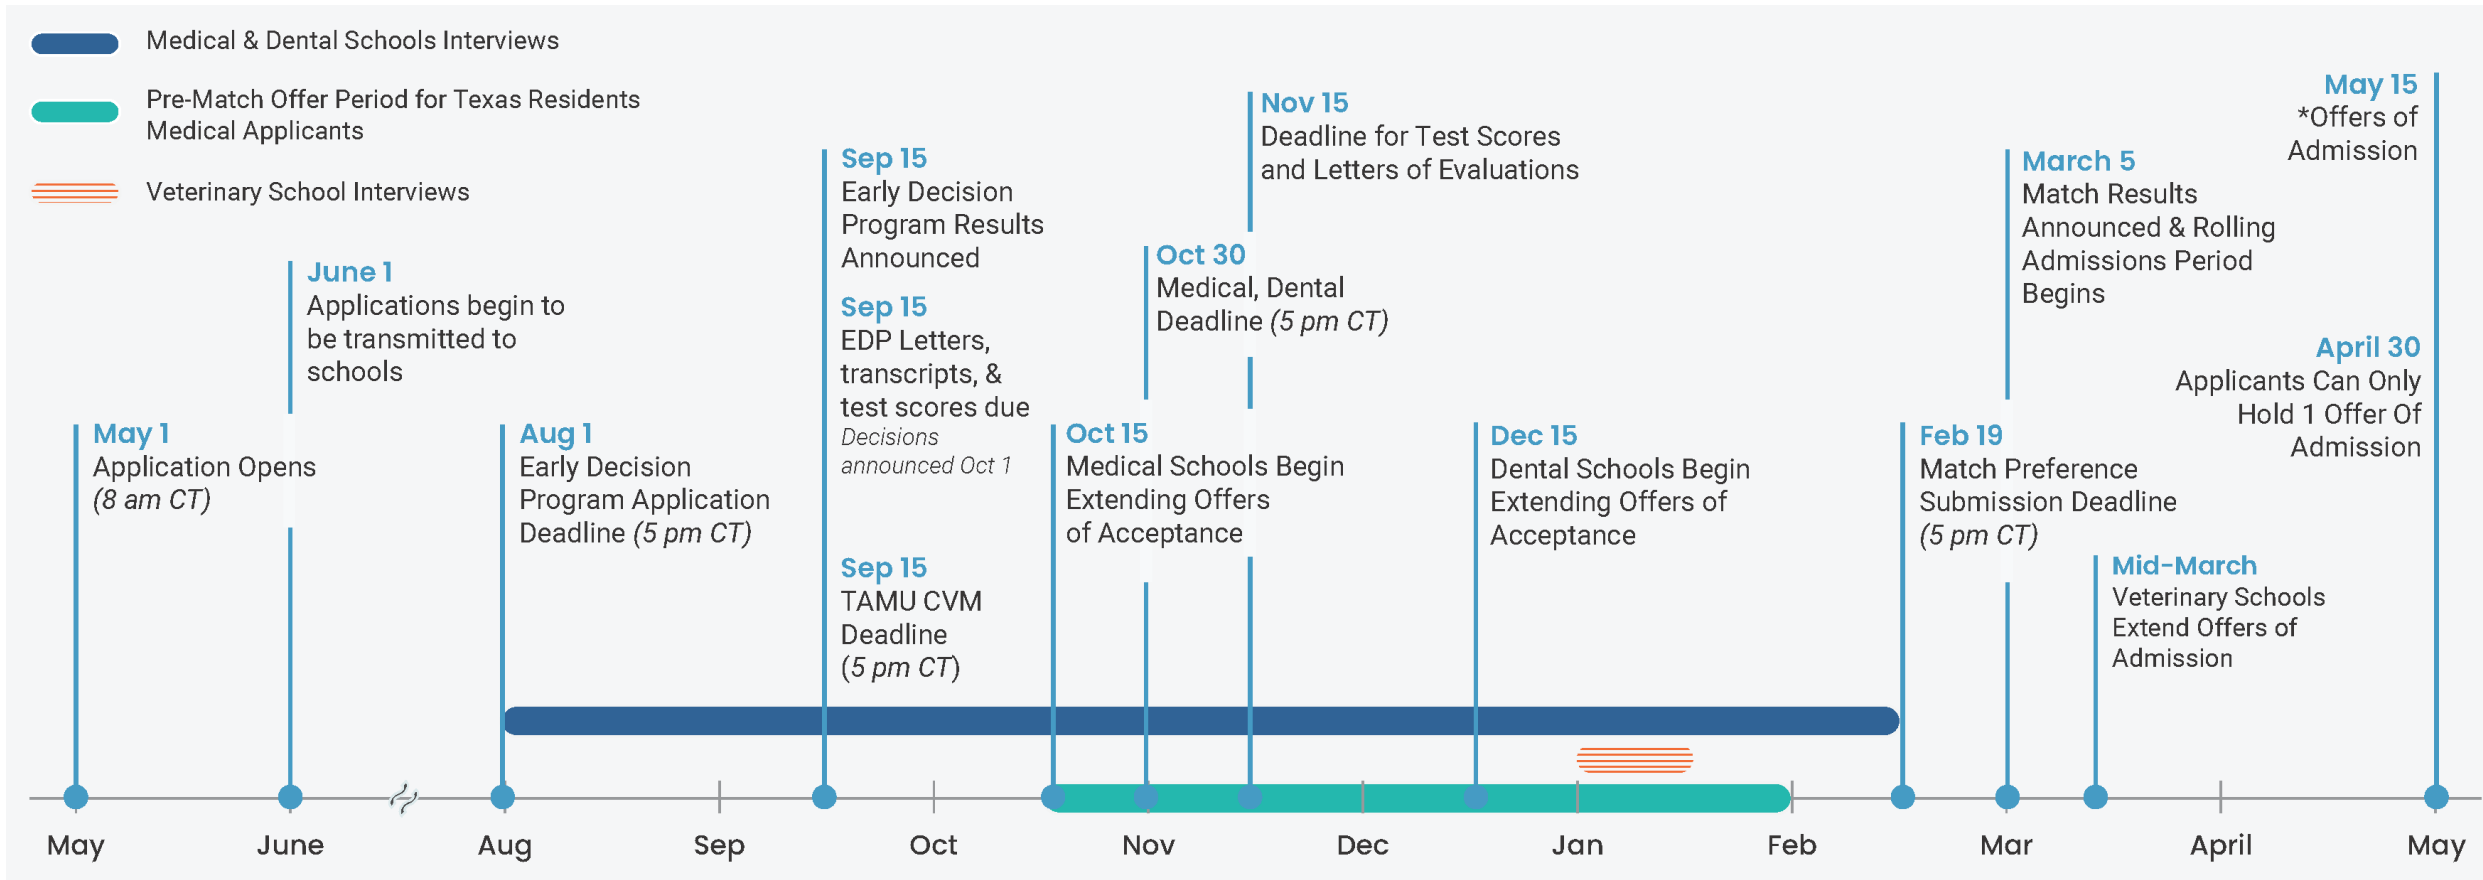 Medical & Dental Schools Interviews
Pre-Match Offer Period for Texas Residents
Medical Applicants
Veterinary School Interviews
May 1
Application Opens
(8 am CT)
June 1
Applications begin to
be transmitted to
schools
Aug 1
Early Decision
Program Application
Deadline (5 pm CT)
Sep 15
Early Decision
Program Results
Announced
Sep 15
EDP Letters,
transcripts, &
test scores due
Decisions
announced Oct 1
Sep 15
TAMU CVM
Deadline
(5 pm CT)
Oct 15
Medical Schools Begin
Extending Offers
of Acceptance
Oct 30
Medical, Dental
Deadline (5 pm CT)
Nov 15
Deadline for Test Scores
and Letters of Evaluations
Dec 15
Dental Schools Begin
Extending Offers of
Acceptance
Feb 19
Match Preference
Submission Deadline
(5 pm CT)
March 5
Match Results
Announced & Rolling
Admissions Period
Begins
Mid-March
Veterinary Schools
Extend Offers of
Admission
May 15
*Offers of
Admission
April 30
Applicants Can Only
Hold 1 Offer Of
Admission
May
June
Aug
Sep
Oct
Nov
Dec
Jan
Feb
Mar
April
May